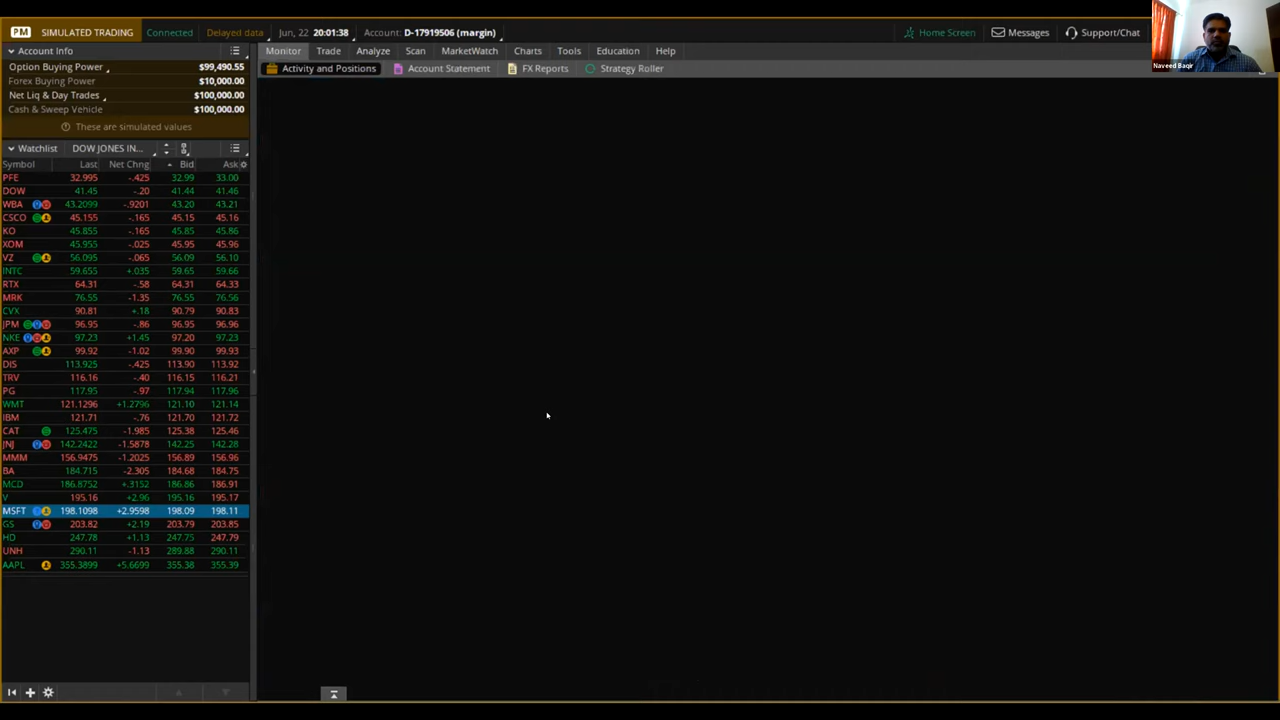 PM SIMULATED TRADING Connected Delayed data Jun, 22 20:01:38 Account: D-17919506 (margin) Home Screen Messages Support/Chat
Naveed Baqir
Account Info
Monitor Trade Analyze Scan MarketWatch Charts Tools Education Help
Option Buying Power $99,490.55
Activity and Positions Account Statement FX Reports Strategy Roller
Forex Buying Power $10,000.00
Net Liq & Day Trades $100,000.00
Cash & Sweep Vehicle $100,000.00
These are simulated values
Watchlist DOW JONES IN...
Symbol Last Net Chng Bid Ask
PFE 32.995 -.425 32.99 33.00
DOW 41.45 -.20 41.44 41.46
WBA 43.2099 -.9201 43.20 43.21
CSCO 45.155 -.165 45.15 45.16
KO 45.855 -.165 45.85 45.86
XOM 45.955 -.025 45.95 45.96
VZ 56.095 -.065 56.09 56.10
INTC 59.655 +.035 59.65 59.66
RTX 64.31 -.58 64.31 64.33
MRK 76.55 -1.35 76.55 76.56
CVX 90.81 +.18 90.79 90.83
JPM 96.95 -.86 96.95 96.96
NKE 97.23 +1.45 97.20 97.23
AXP 99.92 -1.02 99.90 99.93
DIS 113.925 -.425 113.90 113.92
TRV 116.16 -.40 116.15 116.21
PG 117.95 -.97 117.94 117.96
WMT 121.1296 +1.2796 121.10 121.14
IBM 121.71 -.76 121.70 121.72
CAT 125.475 -1.985 125.38 125.46
JNJ 142.2422 -1.5878 142.25 142.28
MMM 156.9475 -1.2025 156.89 156.96
BA 184.715 -2.305 184.68 184.75
MCD 186.8752 +.3152 186.86 186.91
V 195.16 +2.96 195.16 195.17
MSFT 198.1098 +2.9598 198.09 198.11
GS 203.82 +2.19 203.79 203.85
HD 247.78 +1.13 247.75 247.79
UNH 290.11 -1.13 289.88 290.11
AAPL 355.3899 +5.6699 355.38 355.39